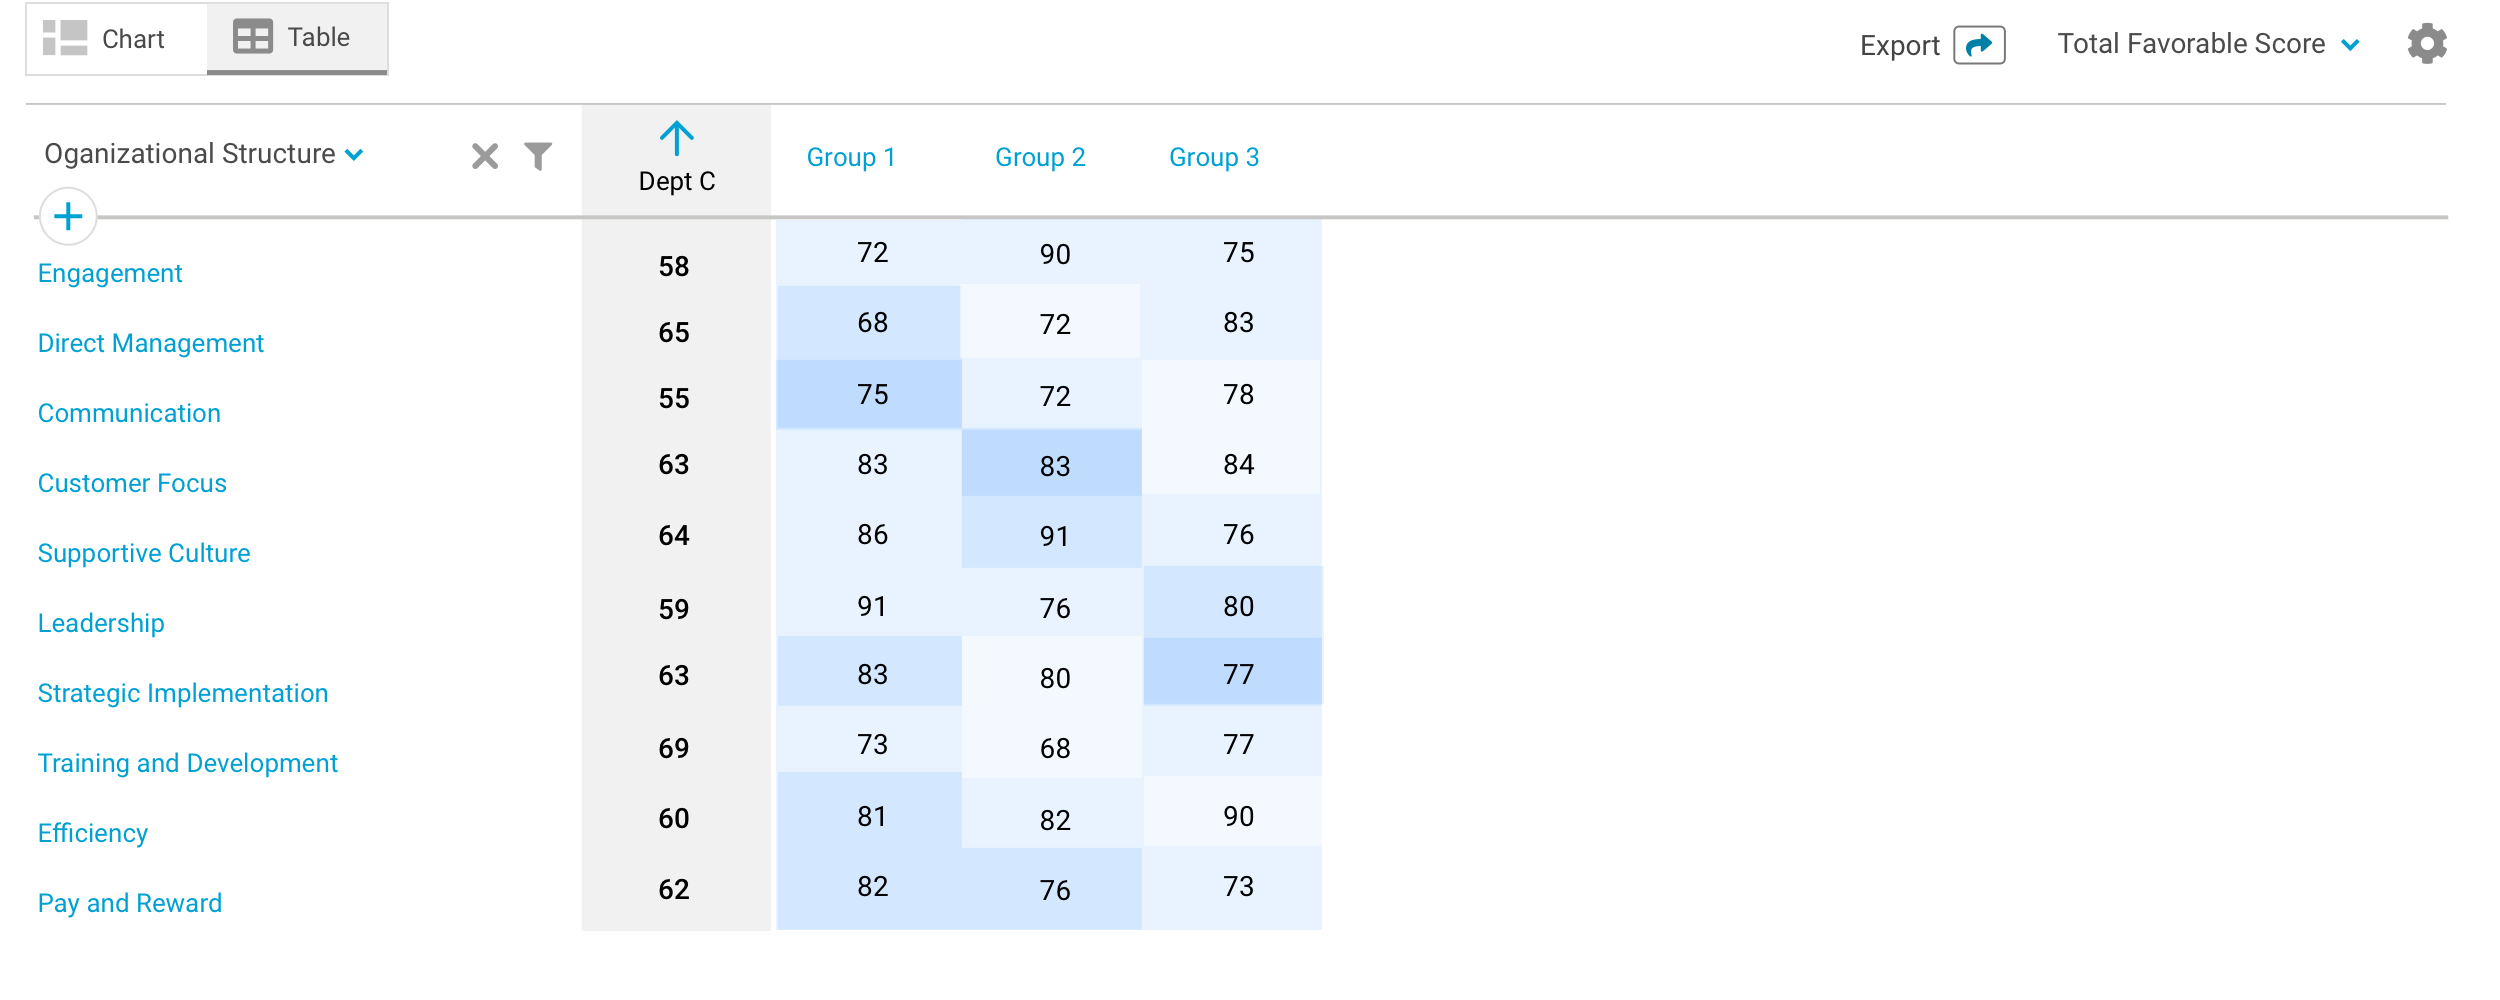 Chart Table Export Total Favorable Score
Oganizational Structure Dept C Group 1 Group 2 Group 3
Engagement 58 72 90 75
Direct Management 65 68 72 83
Communication 55 75 72 78
Customer Focus 63 83 83 84
Supportive Culture 64 86 91 76
Leadership 59 91 76 80
Strategic Implementation 63 83 80 77
Training and Development 69 73 68 77
Efficiency 60 81 82 90
Pay and Reward 62 82 76 73